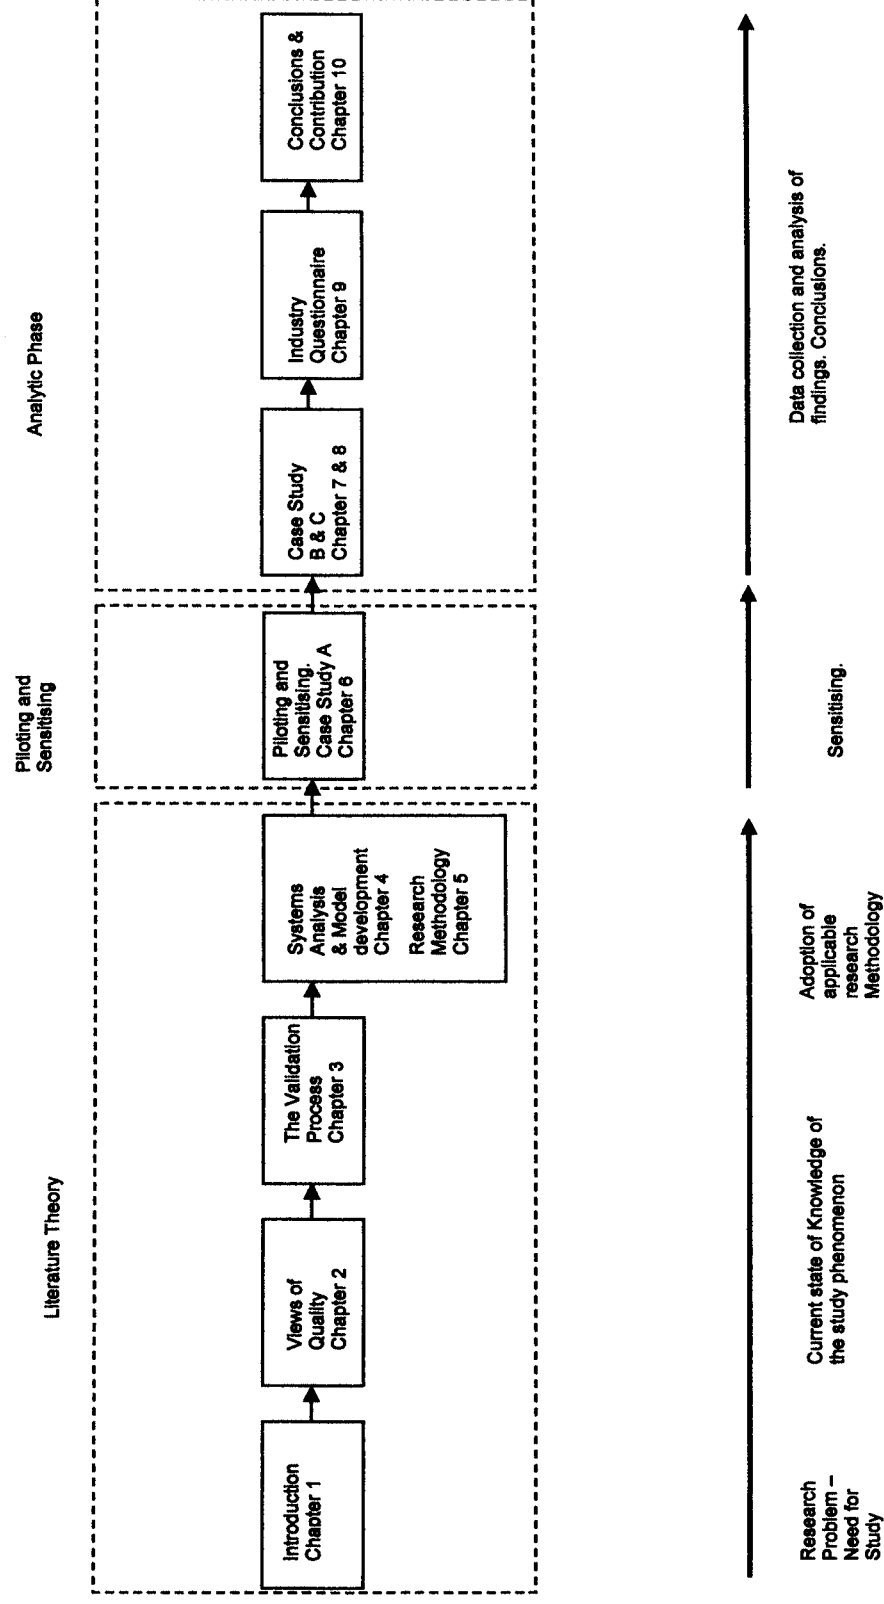 Literature Theory
Piloting and
Sensitising
Analytic Phase
Introduction
Chapter 1
Views of
Quality
Chapter 2
The Validation
Process
Chapter 3
Systems
Analysis
& Model
development
Chapter 4
Research
Methodology
Chapter 5
Piloting and
Sensitising.
Case Study A
Chapter 6
Case Study
B & C
Chapter 7 & 8
Industry
Questionnaire
Chapter 9
Conclusions &
Contribution
Chapter 10
Research
Problem –
Need for
Study
Current state of Knowledge of
the study phenomenon
Adoption of
applicable
research
Methodology
Sensitising.
Data collection and analysis of
findings. Conclusions.